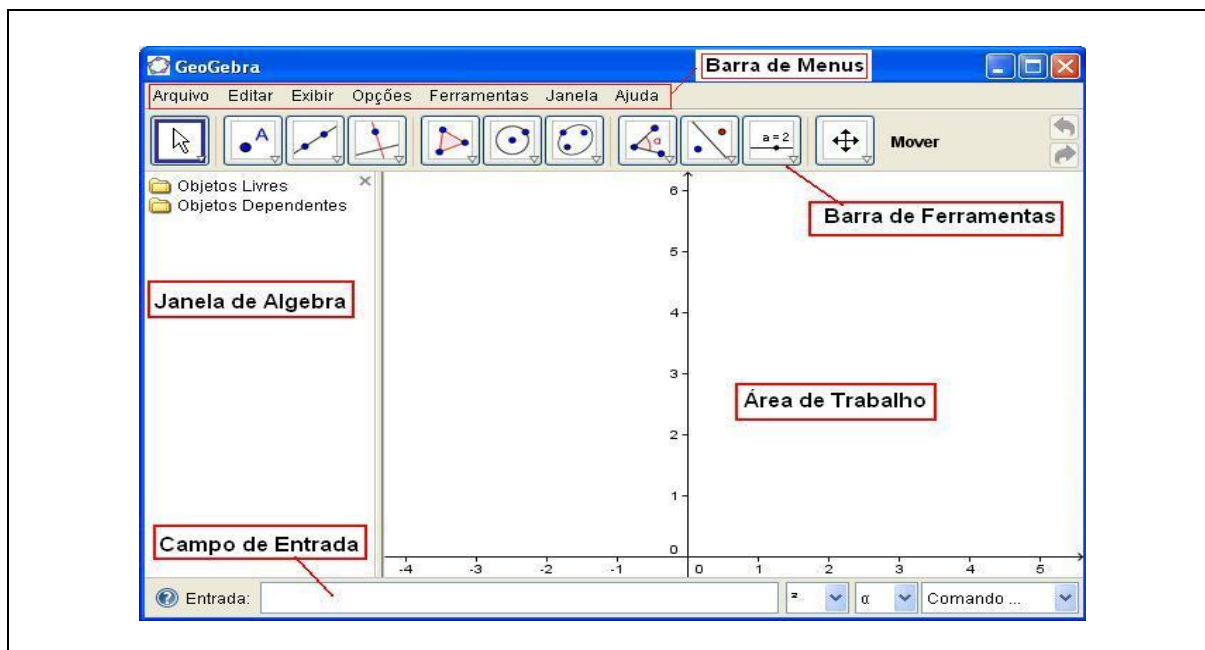 GeoGebra
Barra de Menus
Arquivo Editar Exibir Opções Ferramentas Janela Ajuda
A
α
a=2
Mover
Objetos Livres
Objetos Dependentes
Barra de Ferramentas
Janela de Algebra
Área de Trabalho
Campo de Entrada
6
5
4
3
2
1
0
-4 -3 -2 -1 0 1 2 3 4 5
Entrada: ² α Comando ...